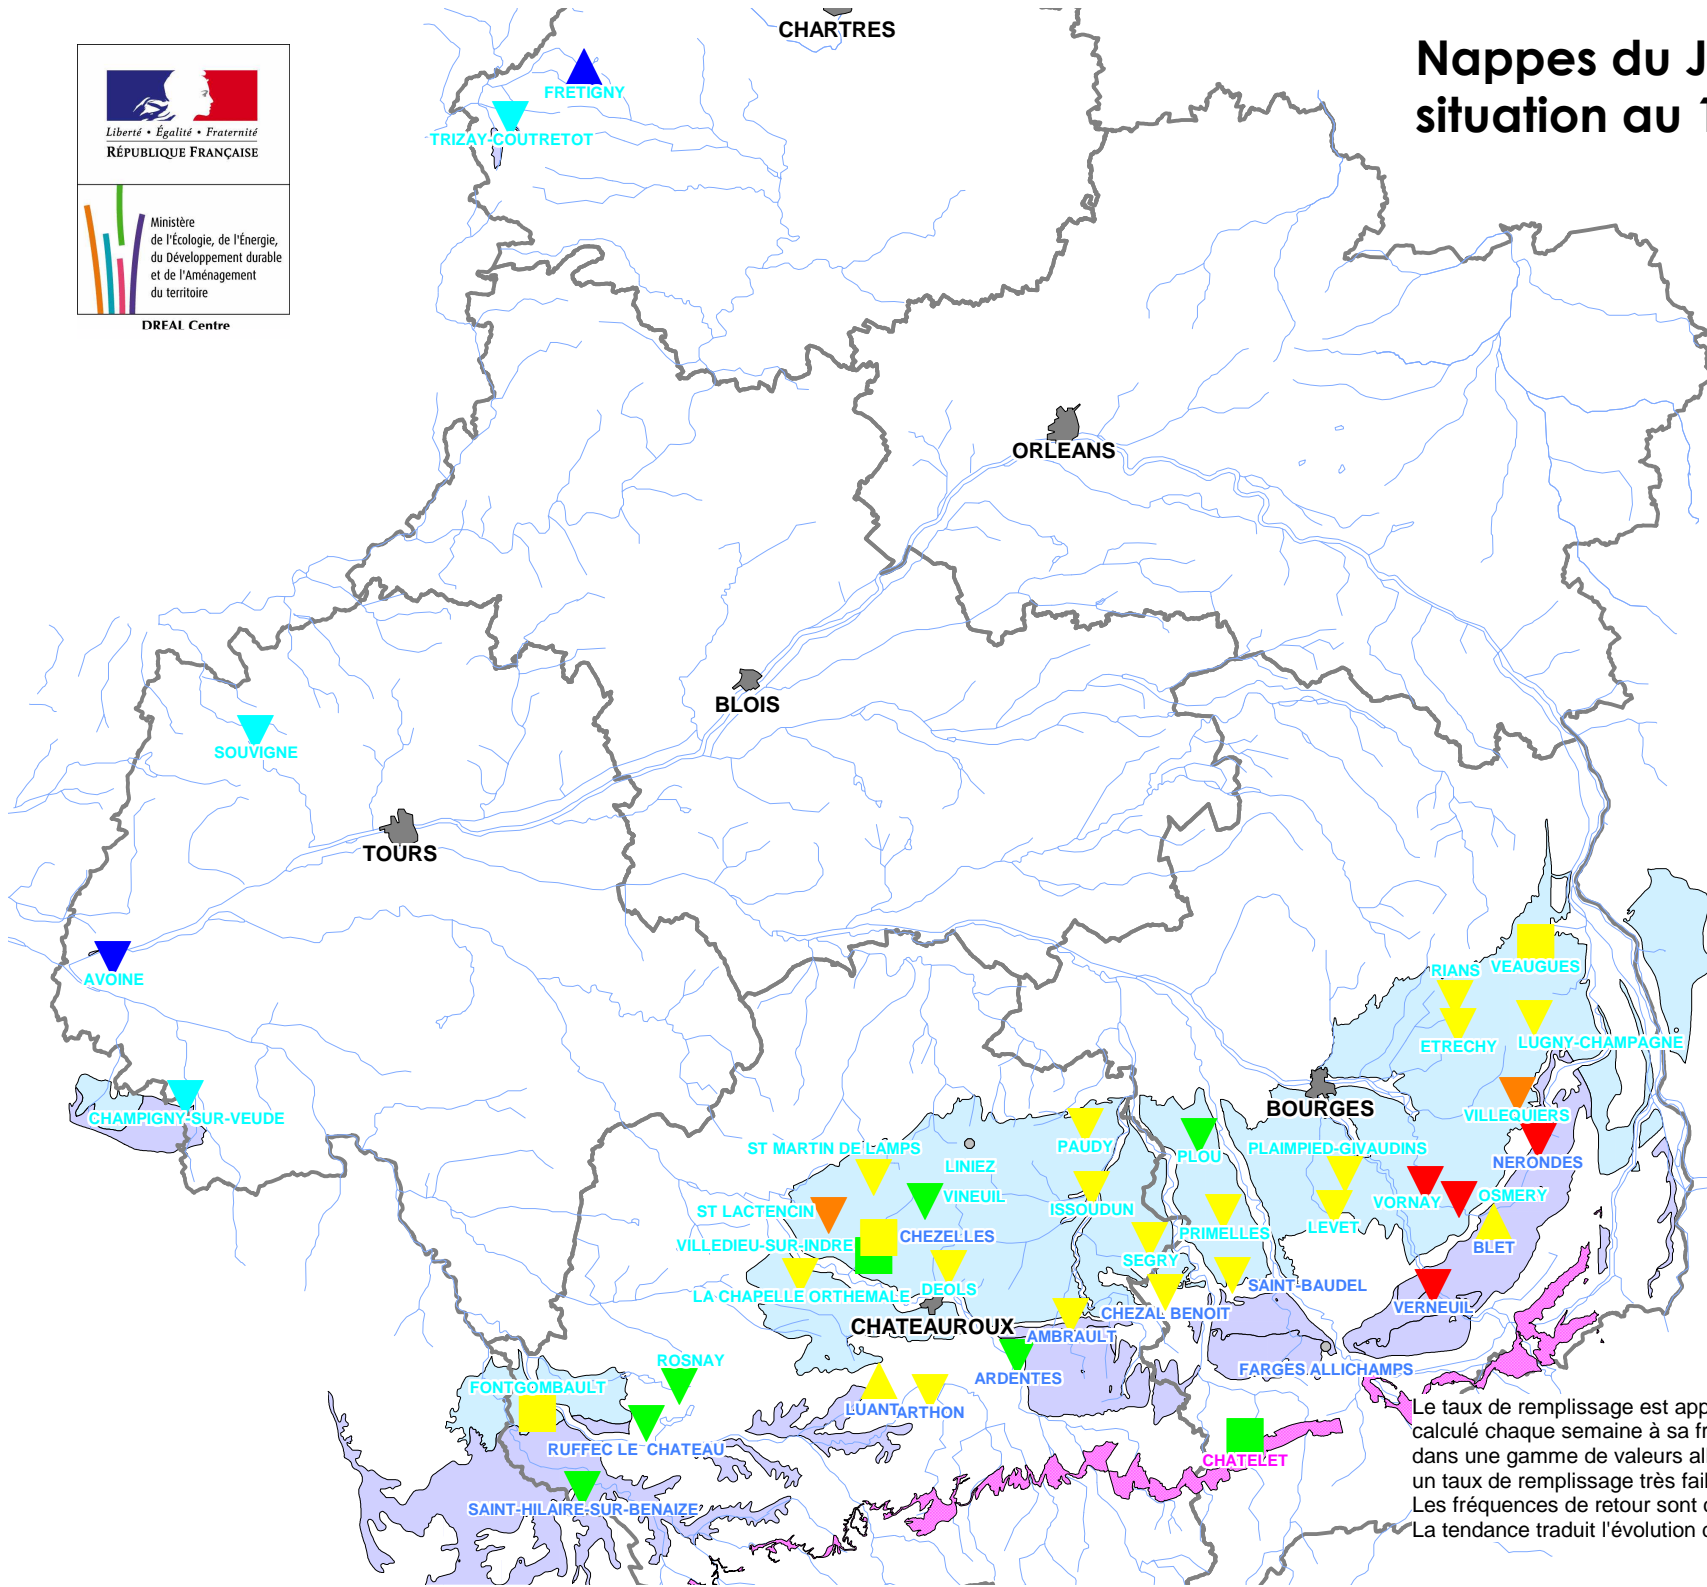 CHARTRES
Nappes du J
situation au 1
FRETIGNY
TRIZAY-COUTRETOT
Liberté • Égalité • Fraternité
RÉPUBLIQUE FRANÇAISE
Ministère
de l'Écologie, de l'Énergie,
du Développement durable
et de l'Aménagement
du territoire
DREAL Centre
ORLEANS
BLOIS
SOUVIGNE
TOURS
AVOINE
RIANS
VEAUGUES
ETRECHY
LUGNY-CHAMPAGNE
BOURGES
CHAMPIGNY-SUR-VEUDE
VILLEQUIERS
ST MARTIN DE LAMPS
PAUDY
PLOU
PLAIMPIED-GIVAUDINS
NERONDES
LINIEZ
VINEUIL
ISSOUDUN
VORNAY
OSMERY
ST LACTENCIN
PRIMELLES
LEVET
VILLEDIEU-SUR-INDRE
CHEZELLES
SEGRY
BLET
LA CHAPELLE ORTHEMALE
DEOLS
SAINT-BAUDEL
CHEZAL BENOIT
VERNEUIL
CHATEAUROUX
AMBRAULT
ROSNAY
ARDENTES
FARGES ALLICHAMPS
FONTGOMBAULT
LUANT
ARTHON
RUFFEC LE CHATEAU
CHATELET
SAINT-HILAIRE-SUR-BENAIZE
Le taux de remplissage est app
calculé chaque semaine à sa fr
dans une gamme de valeurs all
un taux de remplissage très fail
Les fréquences de retour sont c
La tendance traduit l'évolution d